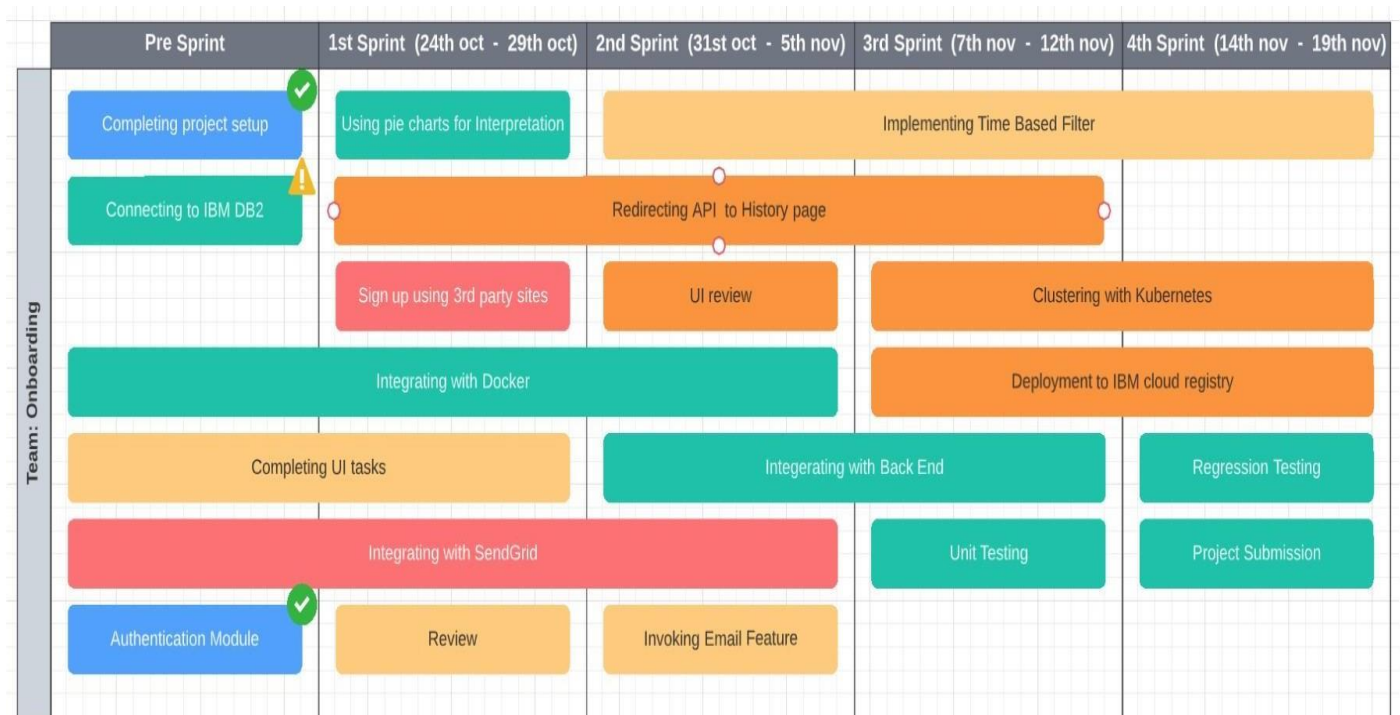 Pre Sprint
1st Sprint (24th oct - 29th oct)
2nd Sprint (31st oct - 5th nov)
3rd Sprint (7th nov - 12th nov)
4th Sprint (14th nov - 19th nov)
Team: Onboarding
Completing project setup
Using pie charts for Interpretation
Implementing Time Based Filter
Connecting to IBM DB2
Redirecting API to History page
Sign up using 3rd party sites
UI review
Clustering with Kubernetes
Integrating with Docker
Deployment to IBM cloud registry
Completing UI tasks
Integerating with Back End
Regression Testing
Integrating with SendGrid
Unit Testing
Project Submission
Authentication Module
Review
Invoking Email Feature